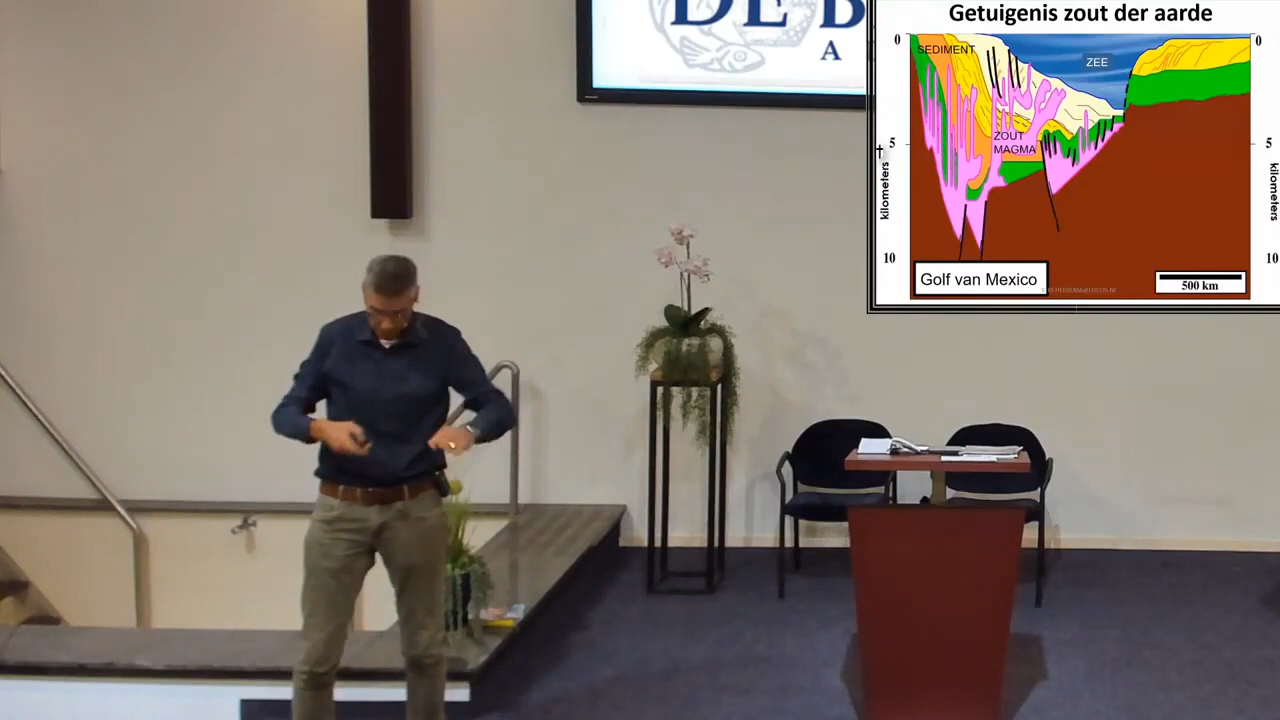 DE B
A
Getuigenis zout der aarde
0
0
SEDIMENT
ZEE
ZOUT
MAGMA
5
5
kilometers
kilometers
10
10
Golf van Mexico
500 km